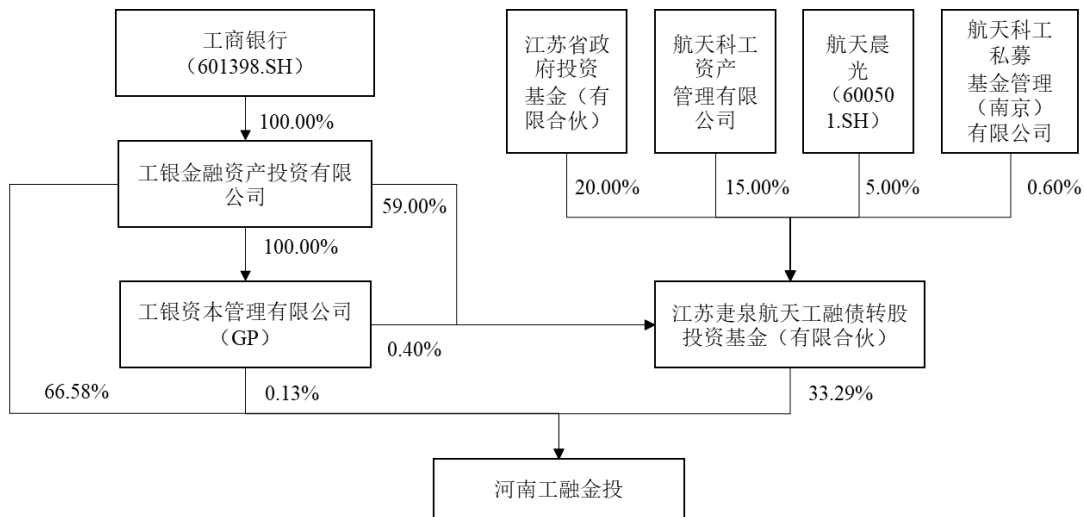 工商银行
（601398.SH）
江苏省政
府投资
基金（有
限合伙）
航天科工
资产
管理有限
公司
航天晨
光
（60050
1.SH）
航天科工
私募
基金管理
（南京）
有限公司
100.00%
工银金融资产投资有限
公司
59.00%
20.00%
15.00%
5.00%
0.60%
100.00%
工银资本管理有限公司
（GP）
0.40%
江苏疌泉航天工融债转股
投资基金（有限合伙）
66.58%
0.13%
33.29%
河南工融金投